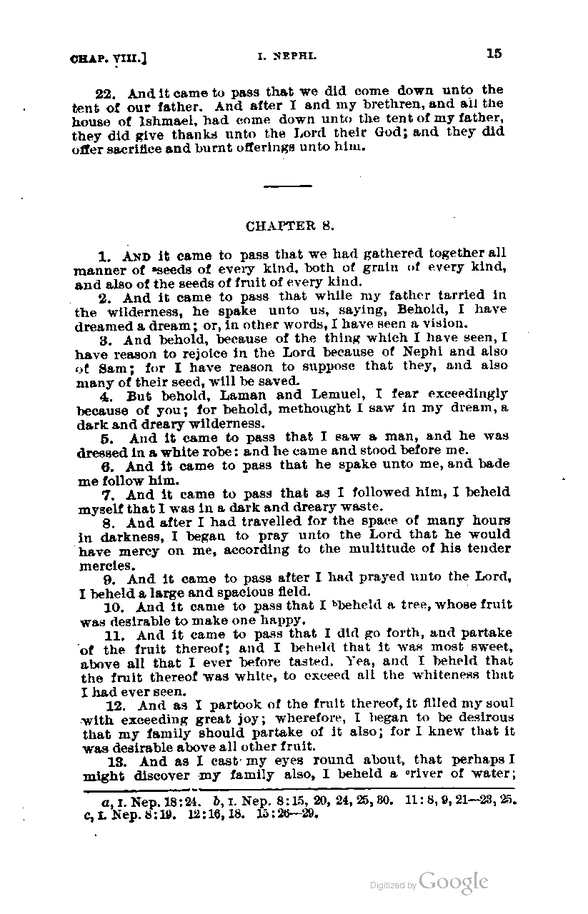 CHAP. VIII.] I. NEPHI. 15
22. And it came to pass that we did come down unto the
tent of our father. And after I and my brethren, and all the
house of Ishmael, had come down unto the tent of my father,
they did give thanks unto the Lord their God; and they did
offer sacrifice and burnt offerings unto him.
CHAPTER 8.
1. AND it came to pass that we had gathered together all
manner of ᵃseeds of every kind, both of grain of every kind,
and also of the seeds of fruit of every kind.
2. And it came to pass that while my father tarried in
the wilderness, he spake unto us, saying, Behold, I have
dreamed a dream; or, in other words, I have seen a vision.
3. And behold, because of the thing which I have seen, I
have reason to rejoice in the Lord because of Nephi and also
of Sam; for I have reason to suppose that they, and also
many of their seed, will be saved.
4. But behold, Laman and Lemuel, I fear exceedingly
because of you; for behold, methought I saw in my dream, a
dark and dreary wilderness.
5. And it came to pass that I saw a man, and he was
dressed in a white robe: and he came and stood before me.
6. And it came to pass that he spake unto me, and bade
me follow him.
7. And it came to pass that as I followed him, I beheld
myself that I was in a dark and dreary waste.
8. And after I had travelled for the space of many hours
in darkness, I began to pray unto the Lord that he would
have mercy on me, according to the multitude of his tender
mercies.
9. And it came to pass after I had prayed unto the Lord,
I beheld a large and spacious field.
10. And it came to pass that I ᵇbeheld a tree, whose fruit
was desirable to make one happy.
11. And it came to pass that I did go forth, and partake
of the fruit thereof; and I beheld that it was most sweet,
above all that I ever before tasted. Yea, and I beheld that
the fruit thereof was white, to exceed all the whiteness that
I had ever seen.
12. And as I partook of the fruit thereof, it filled my soul
with exceeding great joy; wherefore, I began to be desirous
that my family should partake of it also; for I knew that it
was desirable above all other fruit.
13. And as I cast my eyes round about, that perhaps I
might discover my family also, I beheld a ᶜriver of water;
a, I. Nep. 18:24. b, I. Nep. 8:15, 20, 24, 25, 30. 11:8, 9, 21—23, 25.
c, I. Nep. 8:19. 12:16, 18. 15:26—29.
Digitized by Google